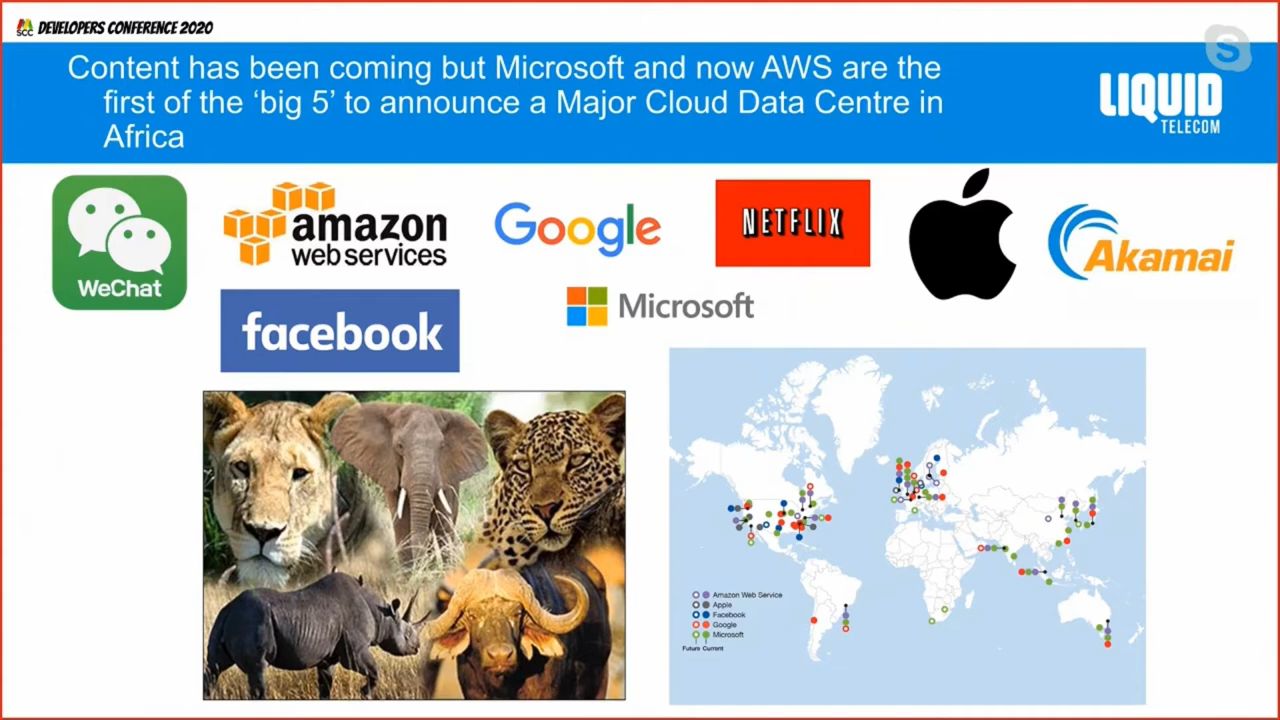 SCC DEVELOPERS CONFERENCE 2020
Content has been coming but Microsoft and now AWS are the
first of the ‘big 5’ to announce a Major Cloud Data Centre in
Africa
LIQUID
TELECOM
S
WeChat
amazon
web services
Google
NETFLIX
Akamai
facebook
Microsoft
Amazon Web Service
Apple
Facebook
Google
Microsoft
Future Current